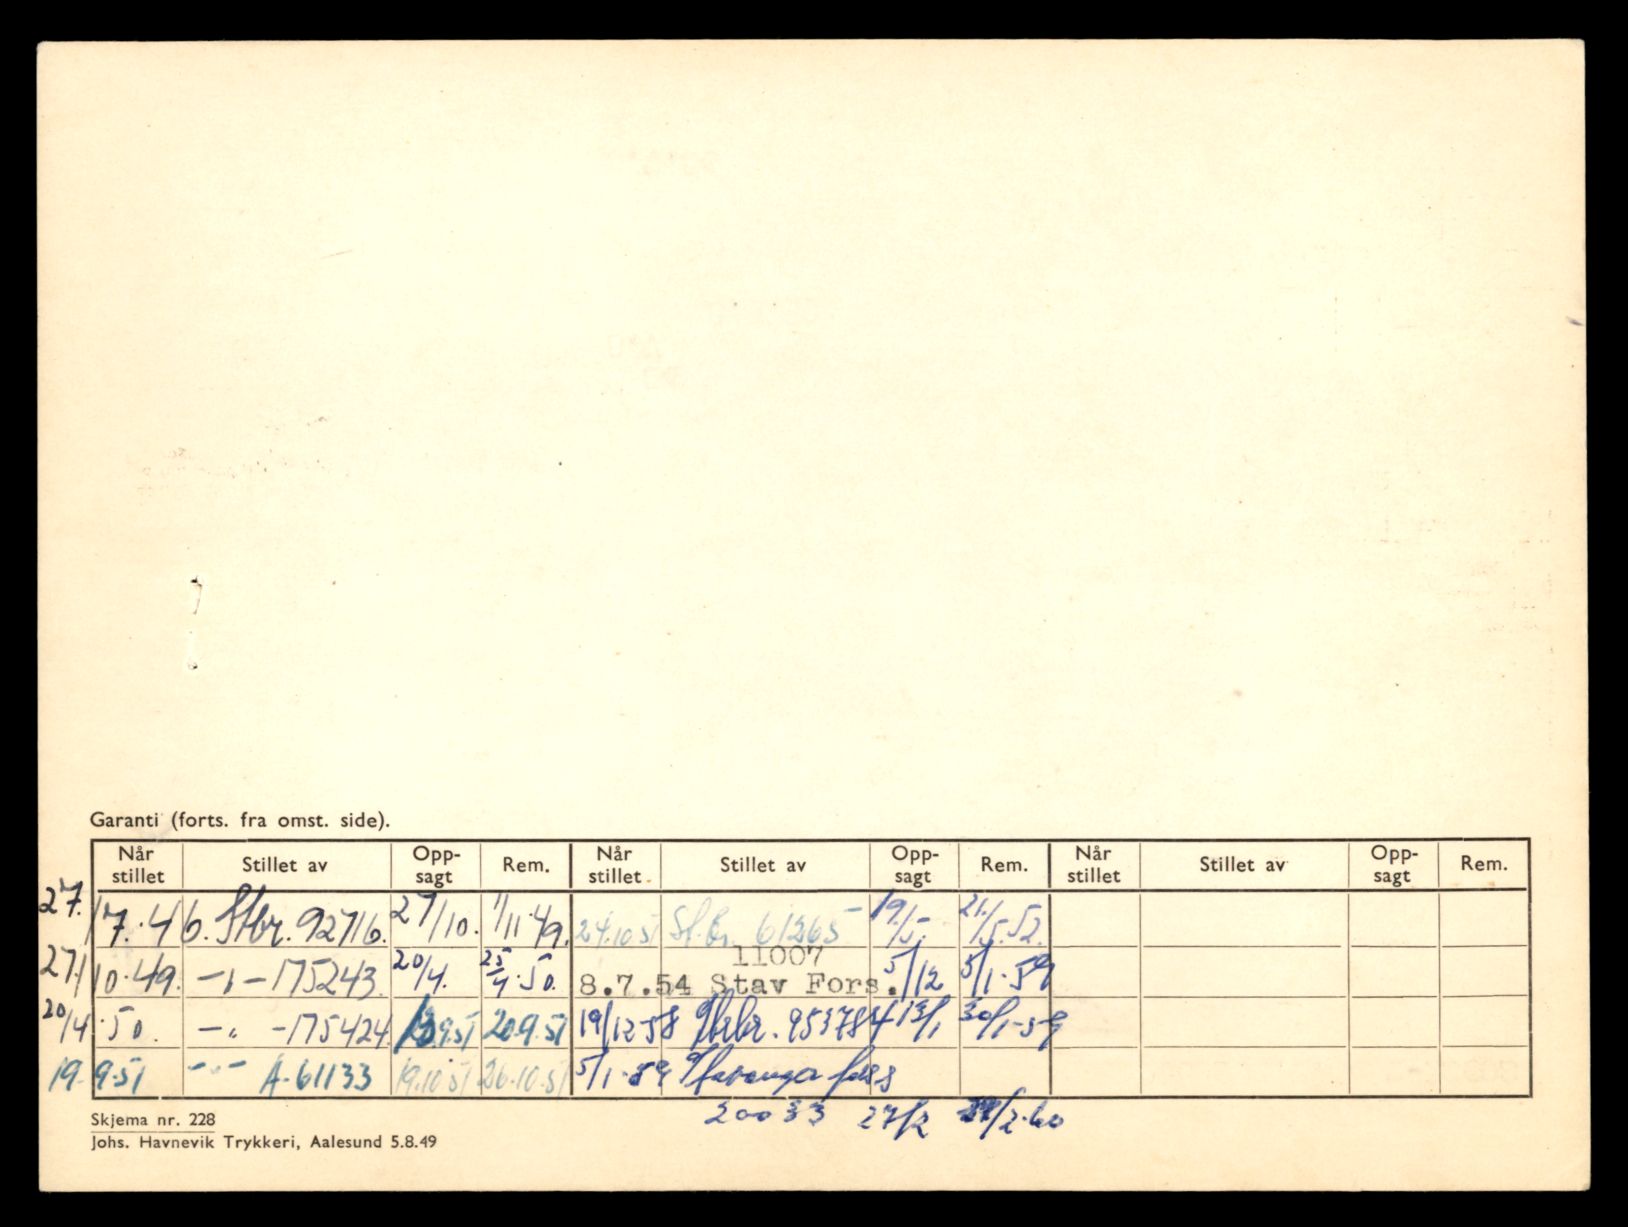 Garanti (forts. fra omst. side).
Når stillet Stillet av Opp-sagt Rem. Når stillet Stillet av Opp-sagt Rem. Når stillet Stillet av Opp-sagt Rem.
27. 7.46. Stbr. 92716. 27/10. 1/11.49. 24.10.51 St.br. 61265 19/5. 21/5.52.
27. 10.49. -"- 175243. 20/4. 25/4.50. 11007
8.7.54 Stav Fors. 5/12 5/1.59
20/4.50. -"- 175424 9.51 20.9.51 19/12 58 953784 13/1 30/1-59
19. 9.51 -"- A.61133 19.10.51 26.10.51 5/1.59 Stavanger fors
20033 27/2 /2.60
Skjema nr. 228
Johs. Havnevik Trykkeri, Aalesund 5.8.49